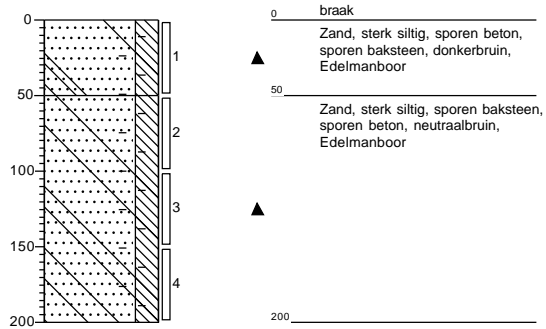 0
50
100
150
200
1
2
3
4
0
braak
Zand, sterk siltig, sporen beton,
sporen baksteen, donkerbruin,
Edelmanboor
50
Zand, sterk siltig, sporen baksteen,
sporen beton, neutraalbruin,
Edelmanboor
200